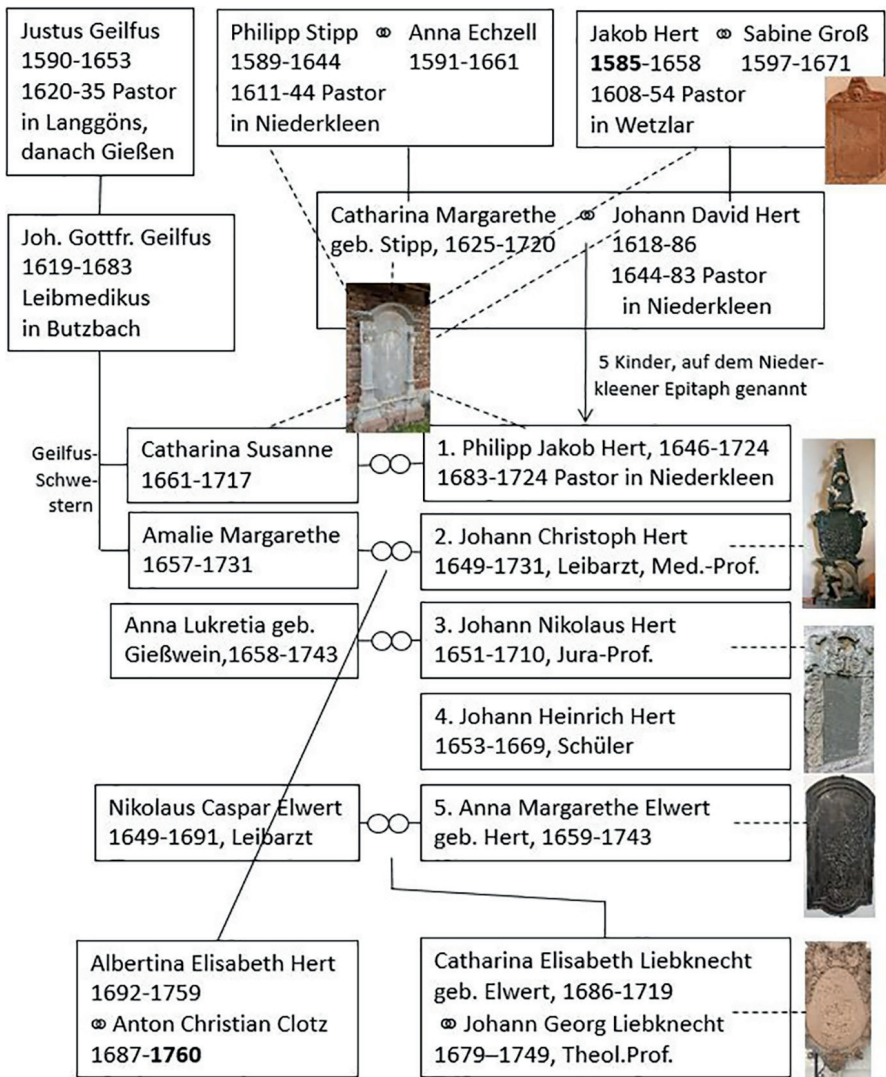 Justus Geilfus
1590-1653
1620-35 Pastor
in Langgöns,
danach Gießen
Philipp Stipp ⚭ Anna Echzell
1589-1644 1591-1661
1611-44 Pastor
in Niederkleen
Jakob Hert ⚭ Sabine Groß
1585-1658 1597-1671
1608-54 Pastor
in Wetzlar
Joh. Gottfr. Geilfus
1619-1683
Leibmedikus
in Butzbach
Catharina Margarethe ⚭ Johann David Hert
geb. Stipp, 1625-1720 1618-86
1644-83 Pastor
in Niederkleen
5 Kinder, auf dem Nieder-
kleener Epitaph genannt
Geilfus-
Schwe-
stern
Catharina Susanne
1661-1717
1. Philipp Jakob Hert, 1646-1724
1683-1724 Pastor in Niederkleen
Amalie Margarethe
1657-1731
2. Johann Christoph Hert
1649-1731, Leibarzt, Med.-Prof.
Anna Lukretia geb.
Gießwein,1658-1743
3. Johann Nikolaus Hert
1651-1710, Jura-Prof.
4. Johann Heinrich Hert
1653-1669, Schüler
Nikolaus Caspar Elwert
1649-1691, Leibarzt
5. Anna Margarethe Elwert
geb. Hert, 1659-1743
Albertina Elisabeth Hert
1692-1759
⚭ Anton Christian Clotz
1687-1760
Catharina Elisabeth Liebknecht
geb. Elwert, 1686-1719
⚭ Johann Georg Liebknecht
1679–1749, Theol.Prof.